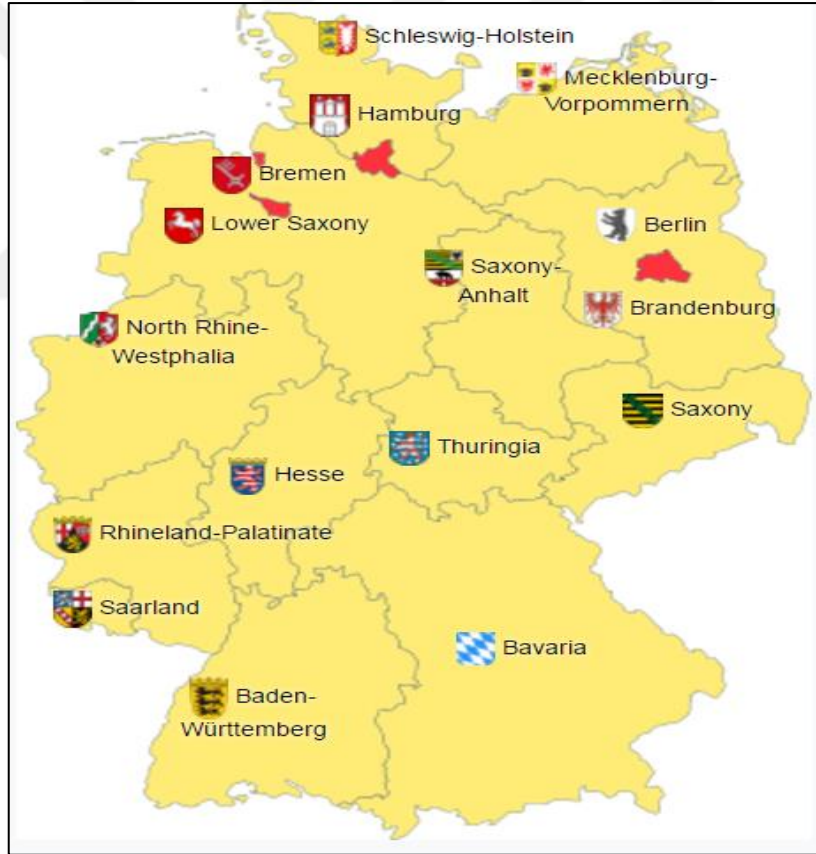 Schleswig-Holstein
Mecklenburg-
Vorpommern
Hamburg
Bremen
Lower Saxony
Berlin
Saxony-
Anhalt
Brandenburg
North Rhine-
Westphalia
Saxony
Thuringia
Hesse
Rhineland-Palatinate
Saarland
Bavaria
Baden-
Württemberg